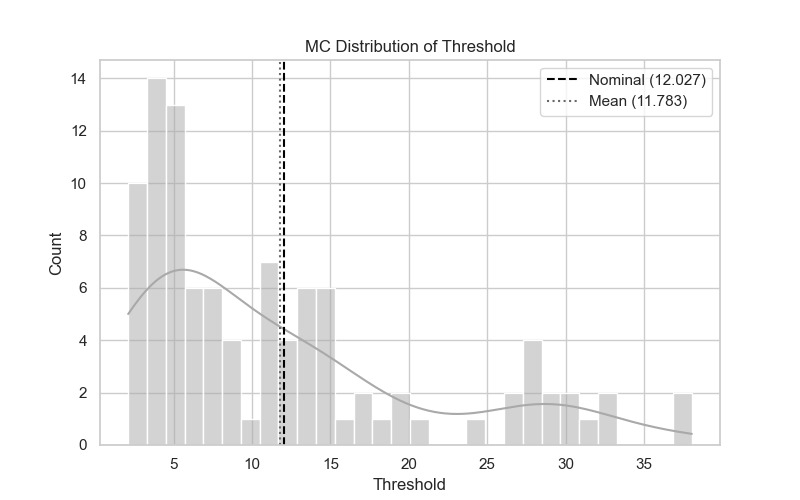 MC Distribution of Threshold
Nominal (12.027)
Mean (11.783)
14
12
10
8
6
4
2
0
Count
5 10 15 20 25 30 35
Threshold